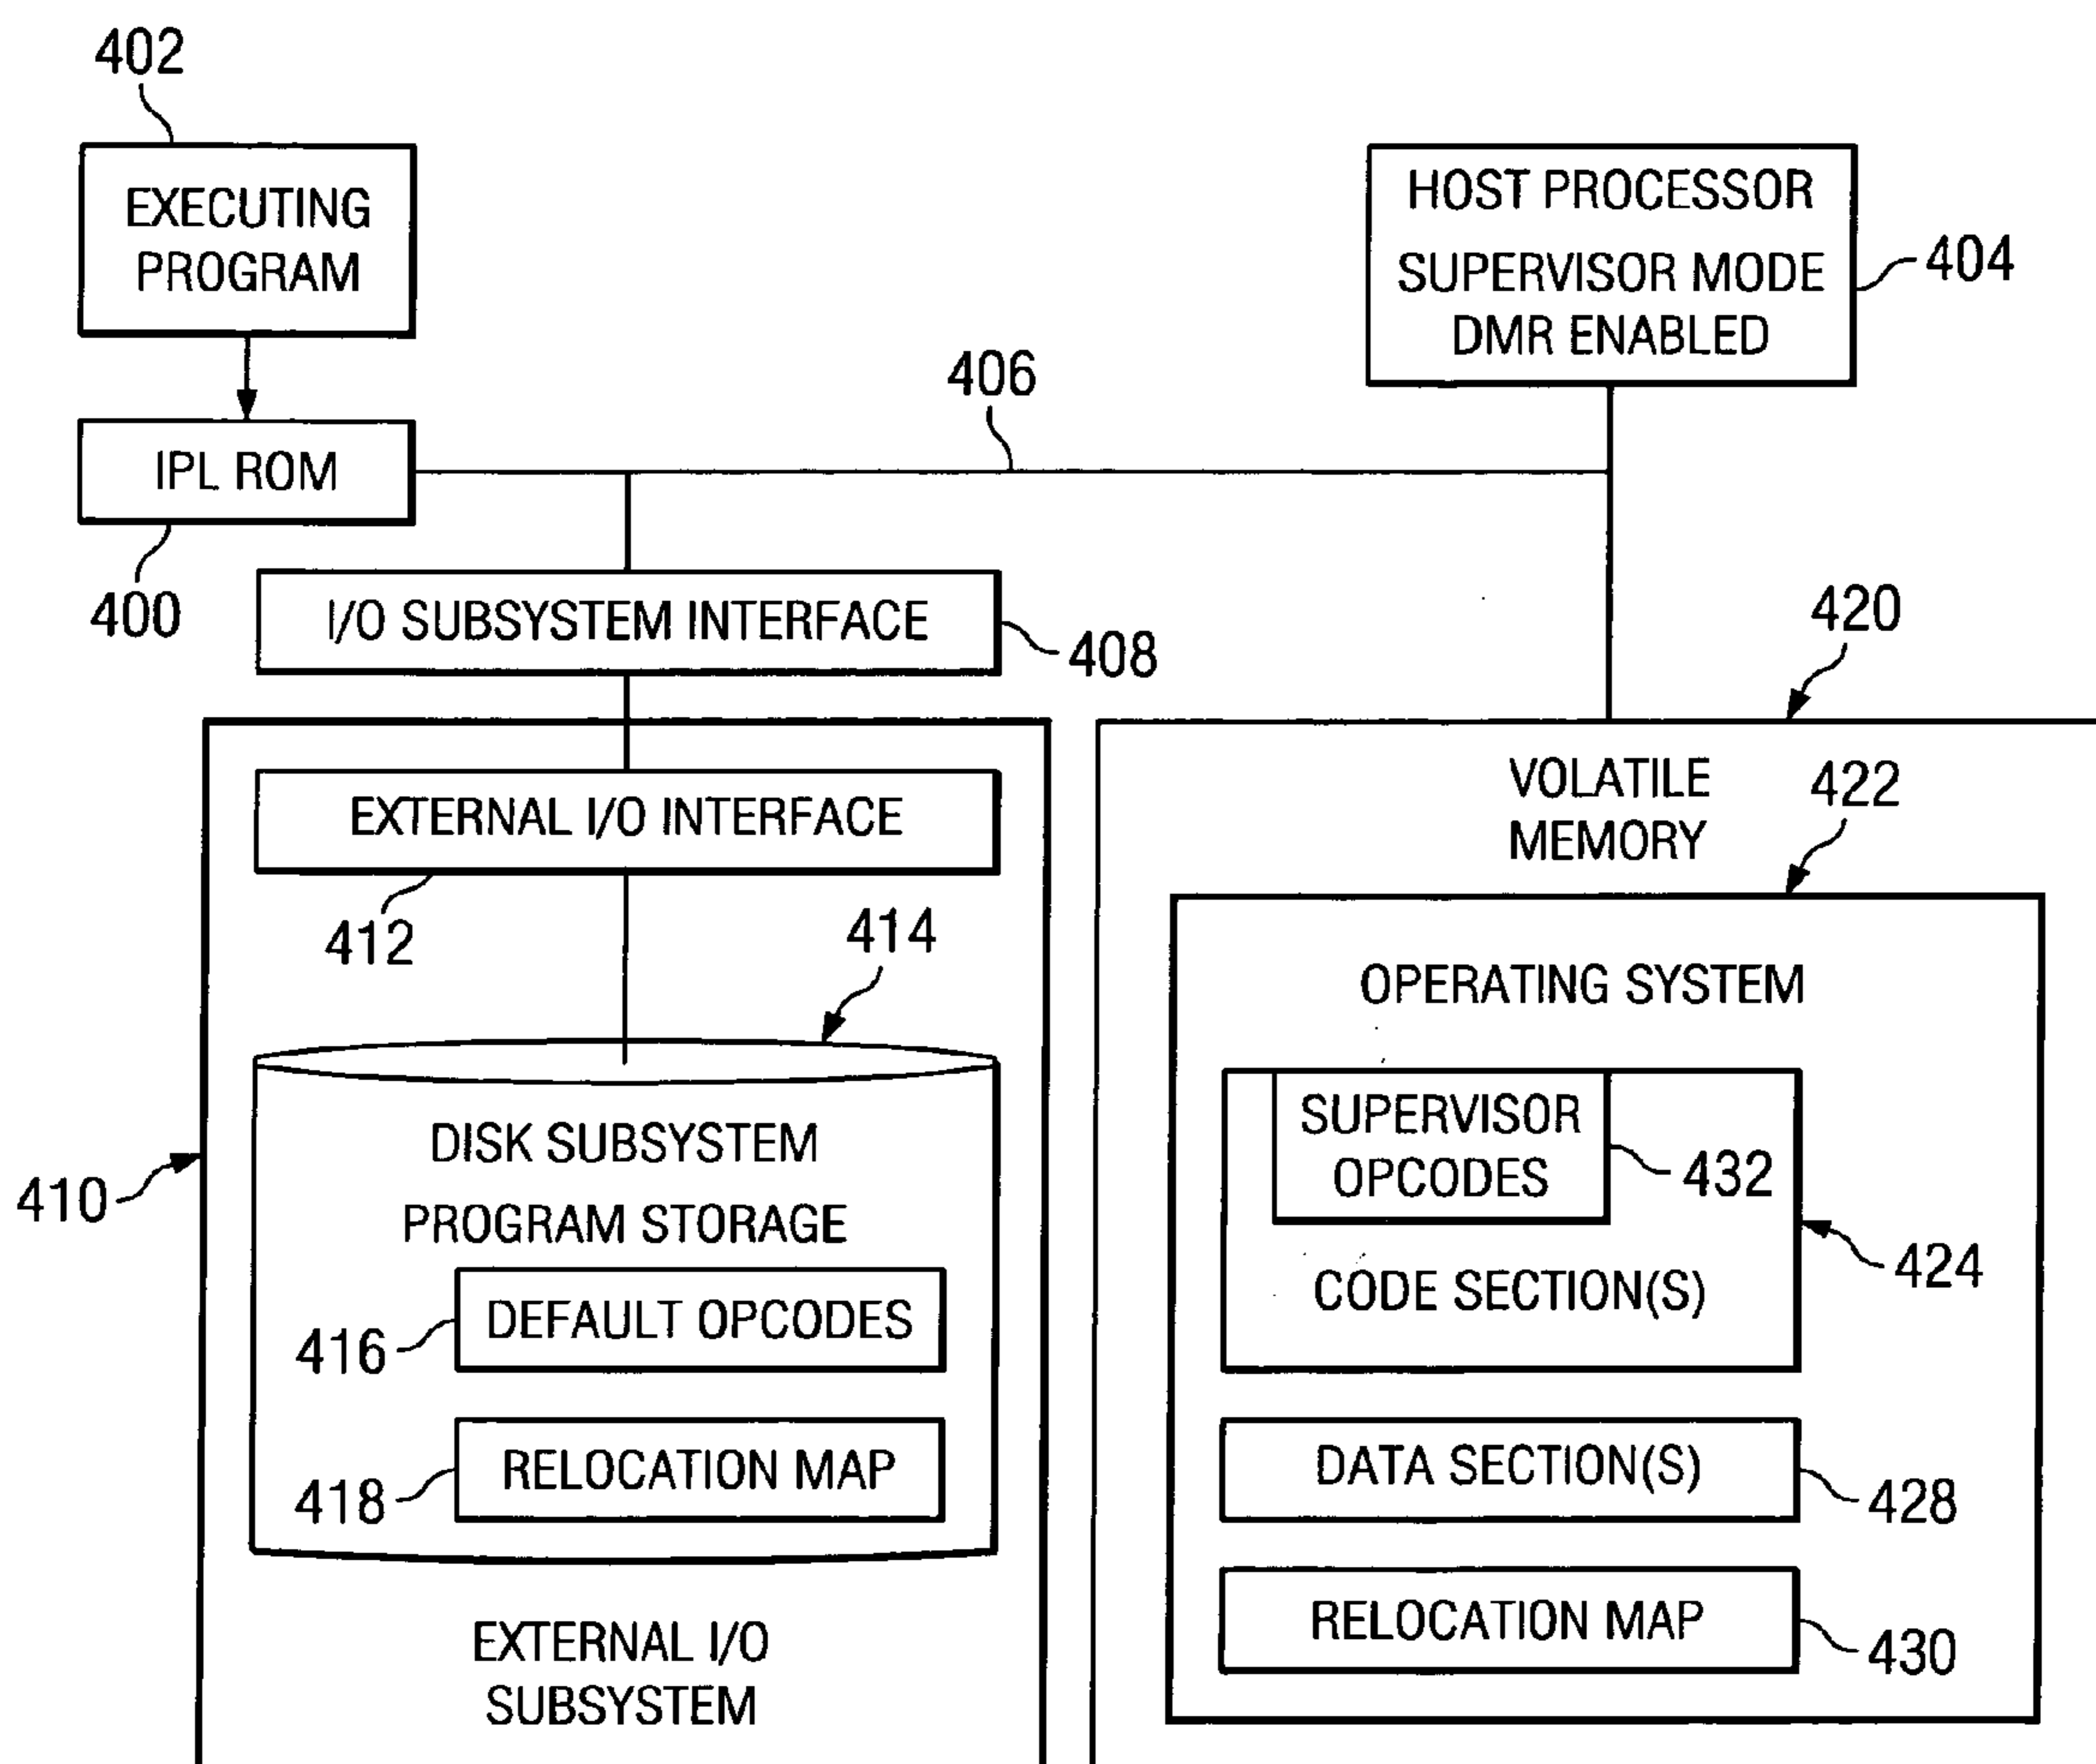 402
EXECUTING
PROGRAM
HOST PROCESSOR
SUPERVISOR MODE
DMR ENABLED
404
406
IPL ROM
400
I/O SUBSYSTEM INTERFACE
408
420
VOLATILE
MEMORY
422
EXTERNAL I/O INTERFACE
412
414
OPERATING SYSTEM
DISK SUBSYSTEM
PROGRAM STORAGE
410
SUPERVISOR
OPCODES
432
CODE SECTION(S)
424
DEFAULT OPCODES
416
RELOCATION MAP
418
DATA SECTION(S)
428
RELOCATION MAP
430
EXTERNAL I/O
SUBSYSTEM